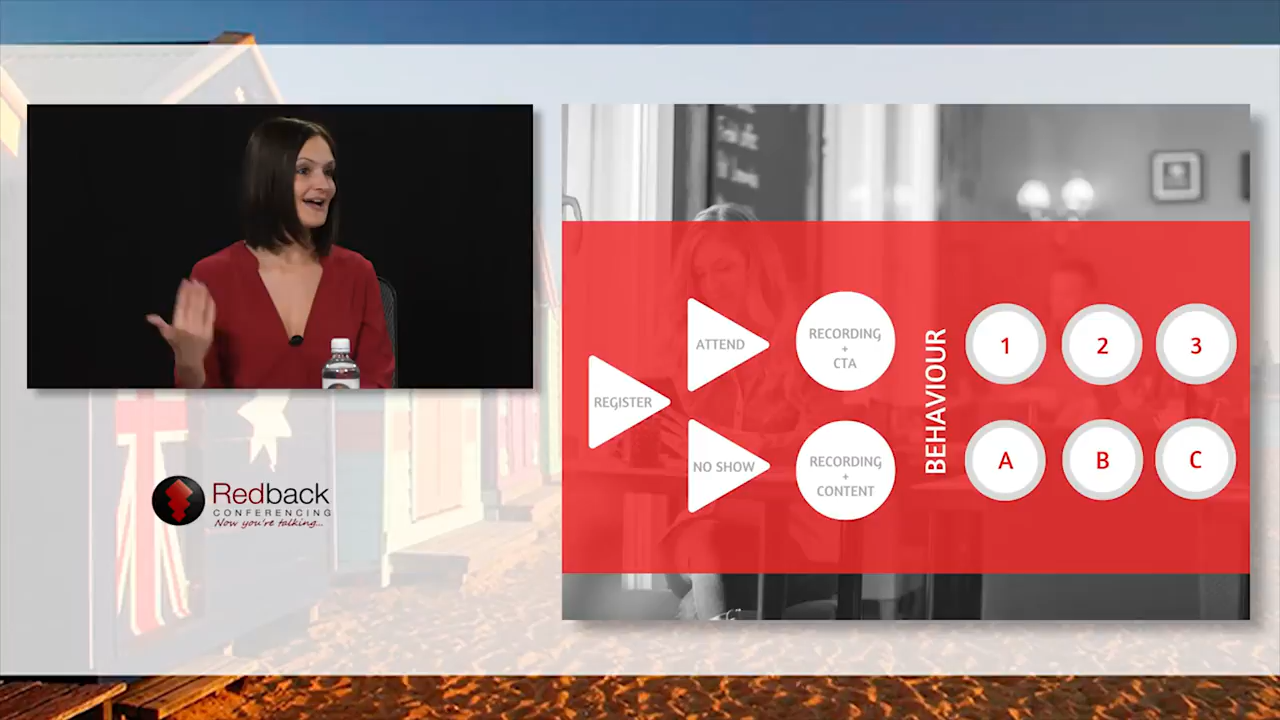 Redback
CONFERENCING
Now you're talking...
REGISTER
ATTEND
NO SHOW
RECORDING
+
CTA
RECORDING
+
CONTENT
BEHAVIOUR
1
2
3
A
B
C